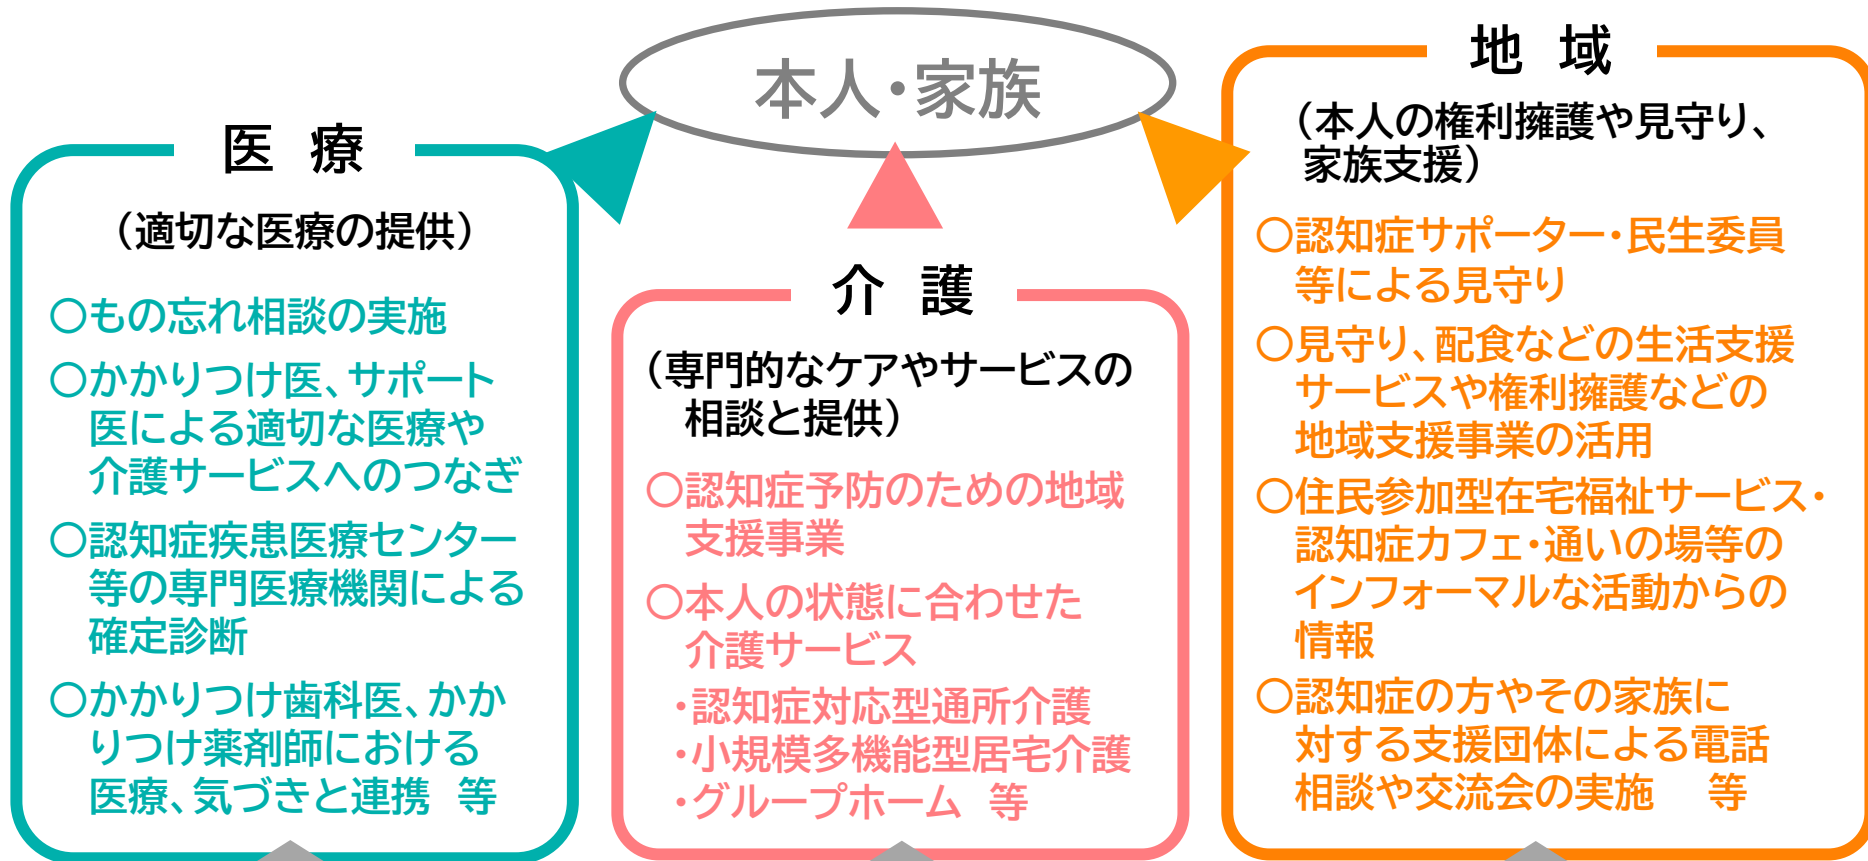 本人・家族
医 療
（適切な医療の提供）
○もの忘れ相談の実施
○かかりつけ医、サポート
医による適切な医療や
介護サービスへのつなぎ
○認知症疾患医療センター
等の専門医療機関による
確定診断
○かかりつけ歯科医、かか
りつけ薬剤師における
医療、気づきと連携 等
介 護
（専門的なケアやサービスの
相談と提供）
○認知症予防のための地域
支援事業
○本人の状態に合わせた
介護サービス
・認知症対応型通所介護
・小規模多機能型居宅介護
・グループホーム 等
地 域
（本人の権利擁護や見守り、
家族支援）
○認知症サポーター・民生委員
等による見守り
○見守り、配食などの生活支援
サービスや権利擁護などの
地域支援事業の活用
○住民参加型在宅福祉サービス・
認知症カフェ・通いの場等の
インフォーマルな活動からの
情報
○認知症の方やその家族に
対する支援団体による電話
相談や交流会の実施 等